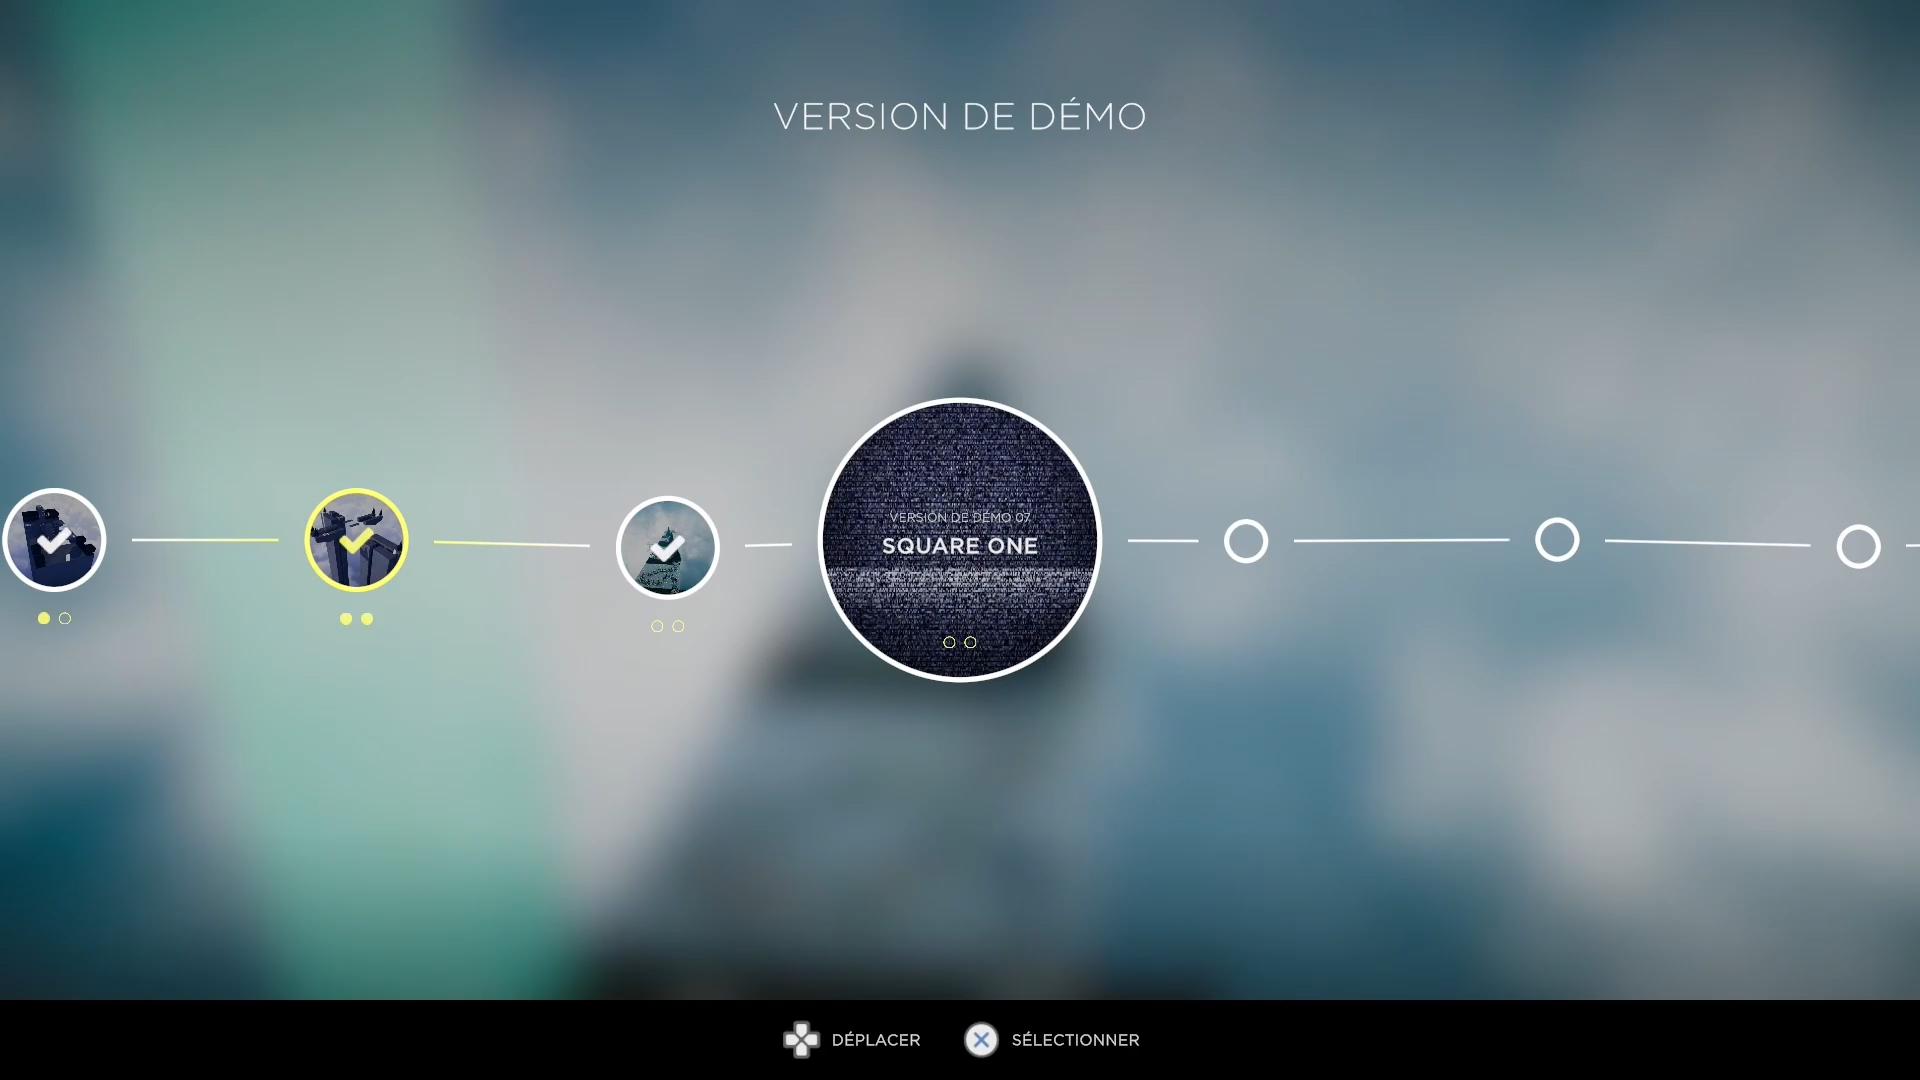 VERSION DE DÉMO
VERSION DE DÉMO 07
SQUARE ONE
DÉPLACER
SÉLECTIONNER